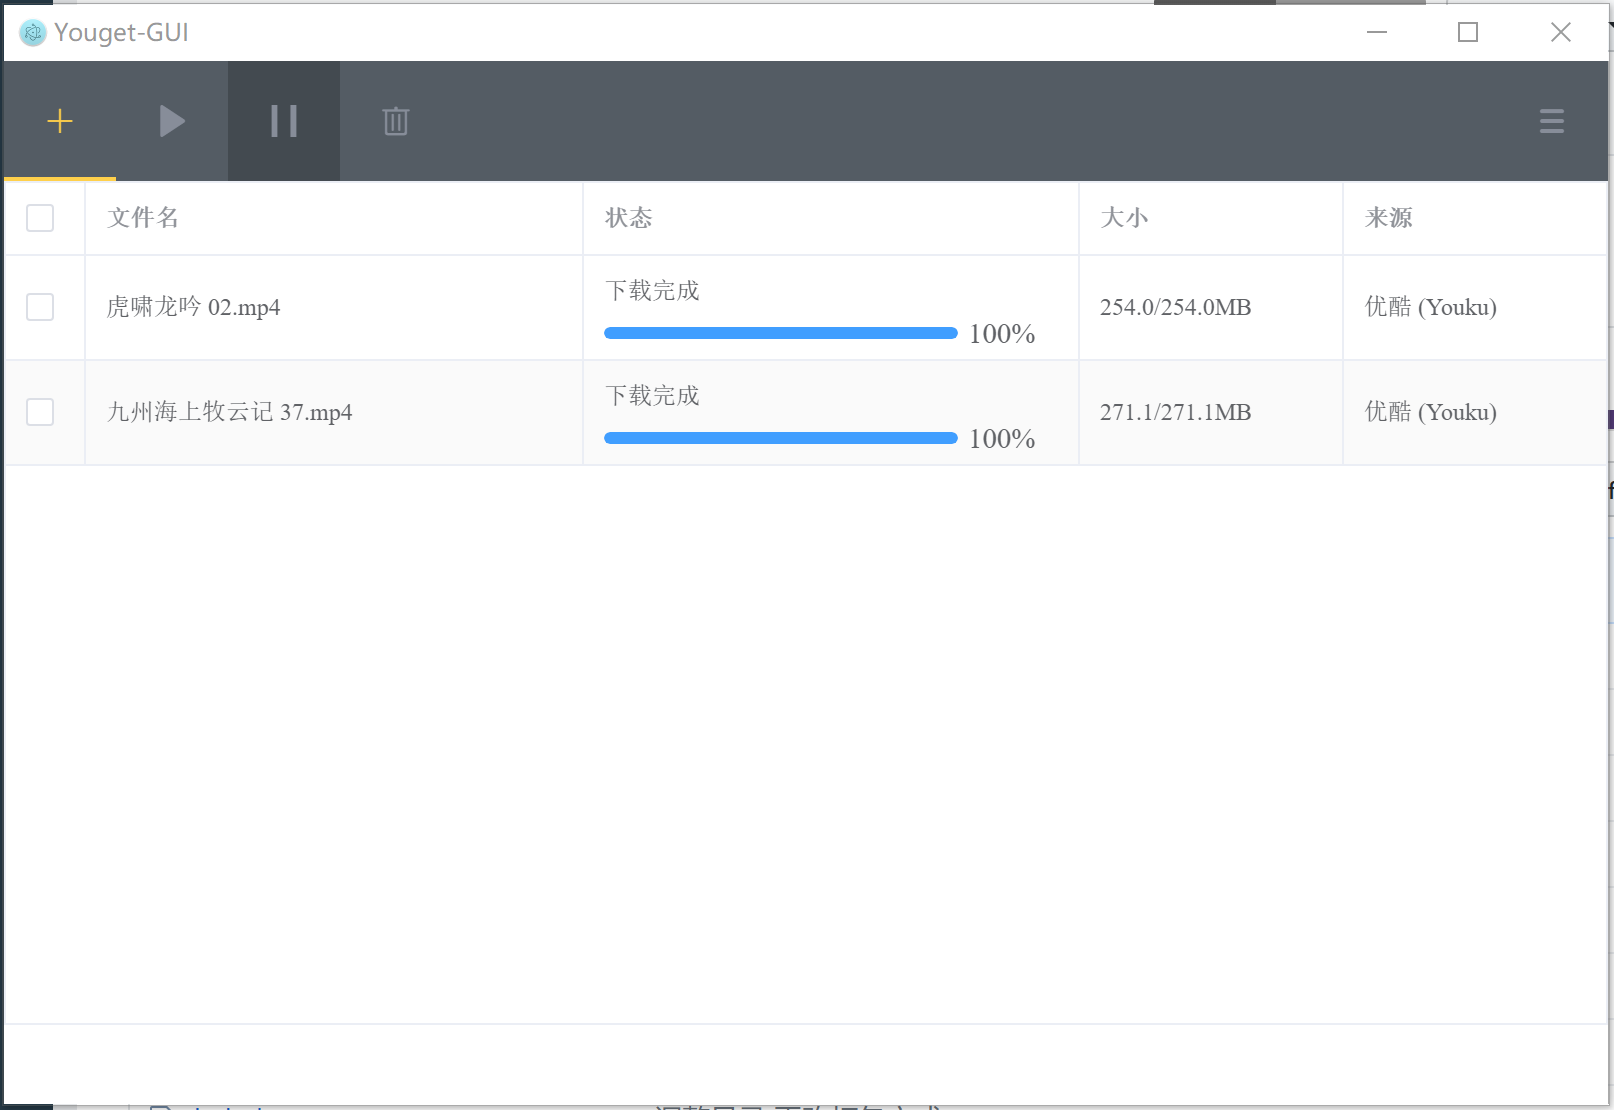 Youget-GUI
文件名 状态 大小 来源
虎啸龙吟 02.mp4 下载完成 100% 254.0/254.0MB 优酷 (Youku)
九州海上牧云记 37.mp4 下载完成 100% 271.1/271.1MB 优酷 (Youku)